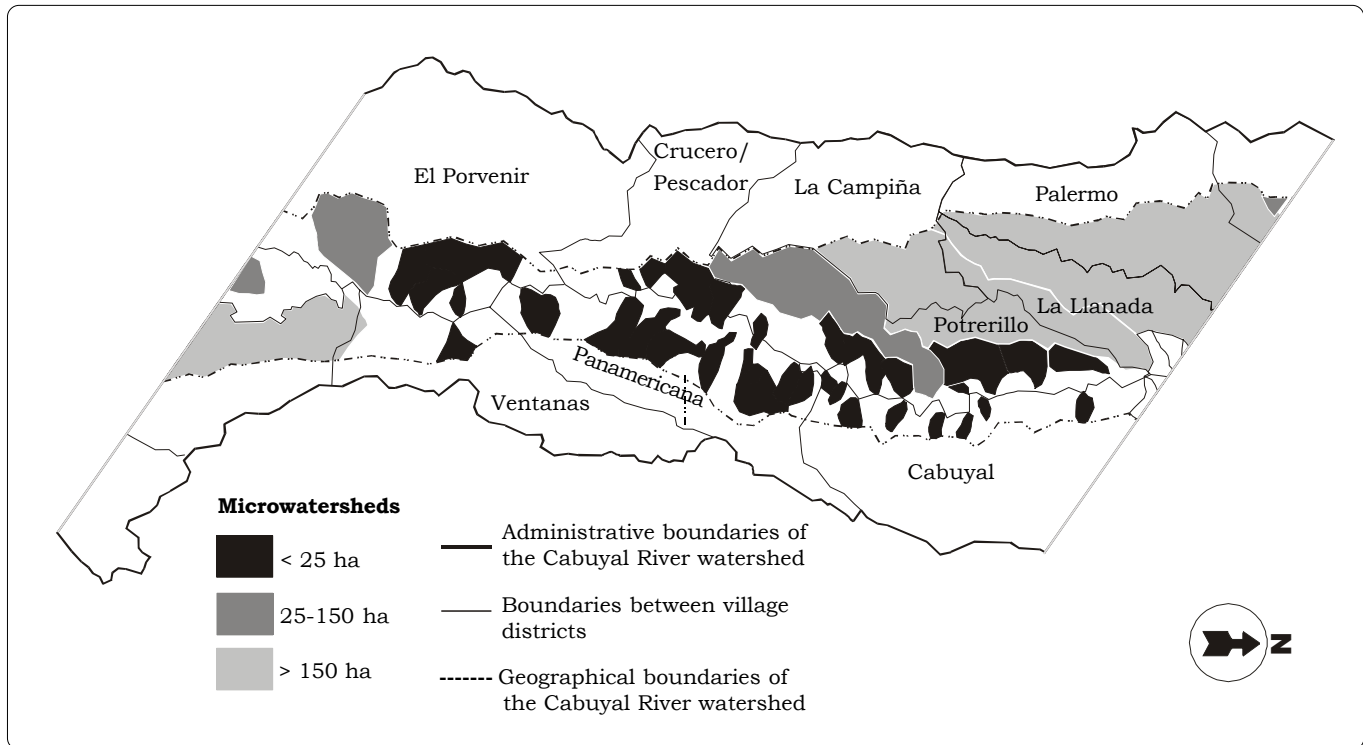 Crucero/
Pescador
El Porvenir
La Campiña
Palermo
La Llanada
Potrerillo
Panamericana
Ventanas
Cabuyal
Microwatersheds
< 25 ha
25-150 ha
> 150 ha
Administrative boundaries of
the Cabuyal River watershed
Boundaries between village
districts
Geographical boundaries of
the Cabuyal River watershed
N